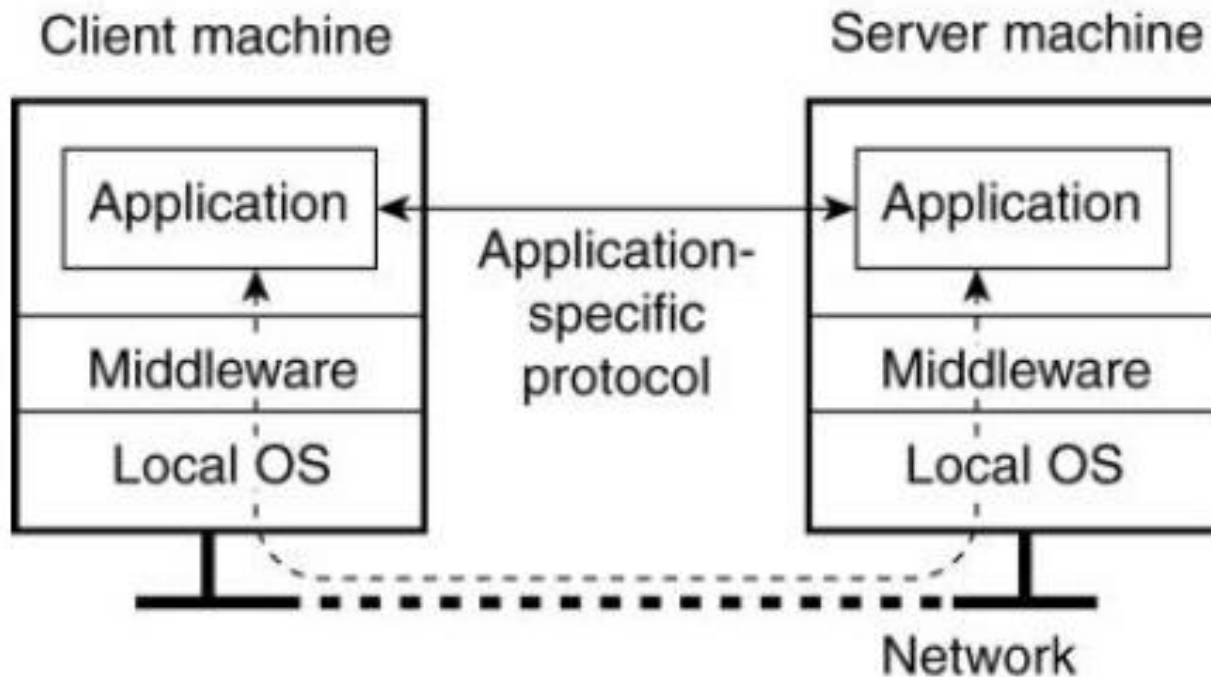 Client machine
Server machine
Application
Application
Application-
specific
protocol
Middleware
Middleware
Local OS
Local OS
Network